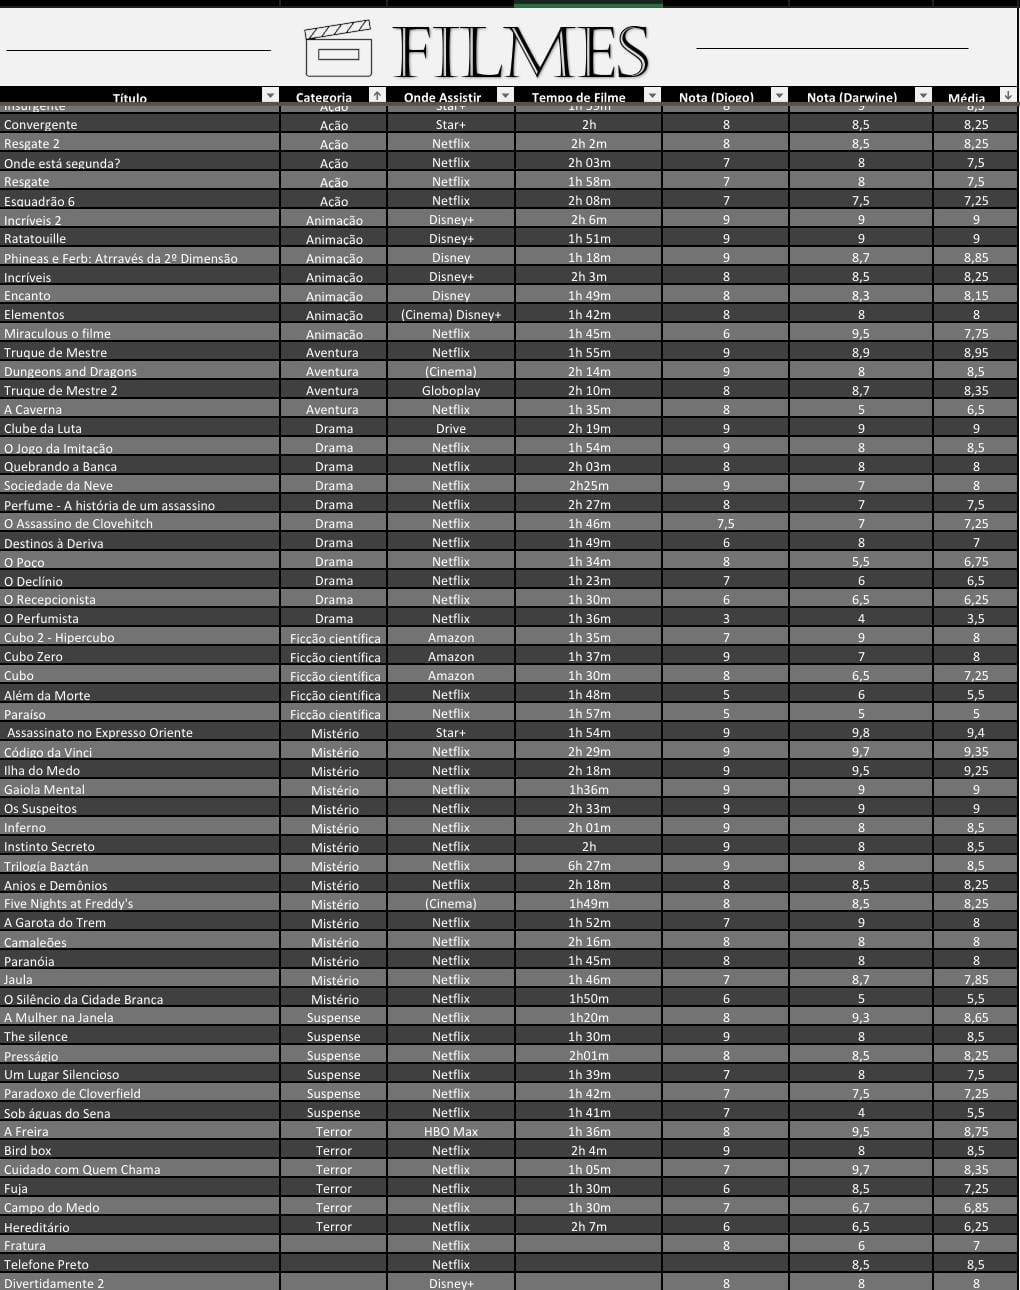 FILMES
Título Categoria Onde Assistir Tempo de Filme Nota (Diogo) Nota (Darwine) Média
Insurgente Ação Star+ 1h 59m 8 9 8,5
Convergente Ação Star+ 2h 8 8,5 8,25
Resgate 2 Ação Netflix 2h 2m 8 8,5 8,25
Onde está segunda? Ação Netflix 2h 03m 7 8 7,5
Resgate Ação Netflix 1h 58m 7 8 7,5
Esquadrão 6 Ação Netflix 2h 08m 7 7,5 7,25
Incríveis 2 Animação Disney+ 2h 6m 9 9 9
Ratatouille Animação Disney+ 1h 51m 9 9 9
Phineas e Ferb: Atrravés da 2º Dimensão Animação Disney 1h 18m 9 8,7 8,85
Incríveis Animação Disney+ 2h 3m 8 8,5 8,25
Encanto Animação Disney 1h 49m 8 8,3 8,15
Elementos Animação (Cinema) Disney+ 1h 42m 8 8 8
Miraculous o filme Animação Netflix 1h 45m 6 9,5 7,75
Truque de Mestre Aventura Netflix 1h 55m 9 8,9 8,95
Dungeons and Dragons Aventura (Cinema) 2h 14m 9 8 8,5
Truque de Mestre 2 Aventura Globoplay 2h 10m 8 8,7 8,35
A Caverna Aventura Netflix 1h 35m 8 5 6,5
Clube da Luta Drama Drive 2h 19m 9 9 9
O Jogo da Imitação Drama Netflix 1h 54m 9 8 8,5
Quebrando a Banca Drama Netflix 2h 03m 8 8 8
Sociedade da Neve Drama Netflix 2h25m 9 7 8
Perfume - A história de um assassino Drama Netflix 2h 27m 8 7 7,5
O Assassino de Clovehitch Drama Netflix 1h 46m 7,5 7 7,25
Destinos à Deriva Drama Netflix 1h 49m 6 8 7
O Poço Drama Netflix 1h 34m 8 5,5 6,75
O Declínio Drama Netflix 1h 23m 7 6 6,5
O Recepcionista Drama Netflix 1h 30m 6 6,5 6,25
O Perfumista Drama Netflix 1h 36m 3 4 3,5
Cubo 2 - Hipercubo Ficção científica Amazon 1h 35m 7 9 8
Cubo Zero Ficção científica Amazon 1h 37m 9 7 8
Cubo Ficção científica Amazon 1h 30m 8 6,5 7,25
Além da Morte Ficção científica Netflix 1h 48m 5 6 5,5
Paraíso Ficção científica Netflix 1h 57m 5 5 5
Assassinato no Expresso Oriente Mistério Star+ 1h 54m 9 9,8 9,4
Código da Vinci Mistério Netflix 2h 29m 9 9,7 9,35
Ilha do Medo Mistério Netflix 2h 18m 9 9,5 9,25
Gaiola Mental Mistério Netflix 1h36m 9 9 9
Os Suspeitos Mistério Netflix 2h 33m 9 9 9
Inferno Mistério Netflix 2h 01m 9 8 8,5
Instinto Secreto Mistério Netflix 2h 9 8 8,5
Trilogía Baztán Mistério Netflix 6h 27m 9 8 8,5
Anjos e Demônios Mistério Netflix 2h 18m 8 8,5 8,25
Five Nights at Freddy's Mistério (Cinema) 1h49m 8 8,5 8,25
A Garota do Trem Mistério Netflix 1h 52m 7 9 8
Camaleões Mistério Netflix 2h 16m 8 8 8
Paranóia Mistério Netflix 1h 45m 8 8 8
Jaula Mistério Netflix 1h 46m 7 8,7 7,85
O Silêncio da Cidade Branca Mistério Netflix 1h50m 6 5 5,5
A Mulher na Janela Suspense Netflix 1h20m 8 9,3 8,65
The silence Suspense Netflix 1h 30m 9 8 8,5
Presságio Suspense Netflix 2h01m 8 8,5 8,25
Um Lugar Silencioso Suspense Netflix 1h 39m 7 8 7,5
Paradoxo de Cloverfield Suspense Netflix 1h 42m 7 7,5 7,25
Sob águas do Sena Suspense Netflix 1h 41m 7 4 5,5
A Freira Terror HBO Max 1h 36m 8 9,5 8,75
Bird box Terror Netflix 2h 4m 9 8 8,5
Cuidado com Quem Chama Terror Netflix 1h 05m 7 9,7 8,35
Fuja Terror Netflix 1h 30m 6 8,5 7,25
Campo do Medo Terror Netflix 1h 30m 7 6,7 6,85
Hereditário Terror Netflix 2h 7m 6 6,5 6,25
Fratura Netflix 8 6 7
Telefone Preto Netflix 8,5 8,5
Divertidamente 2 Disney+ 8 8 8